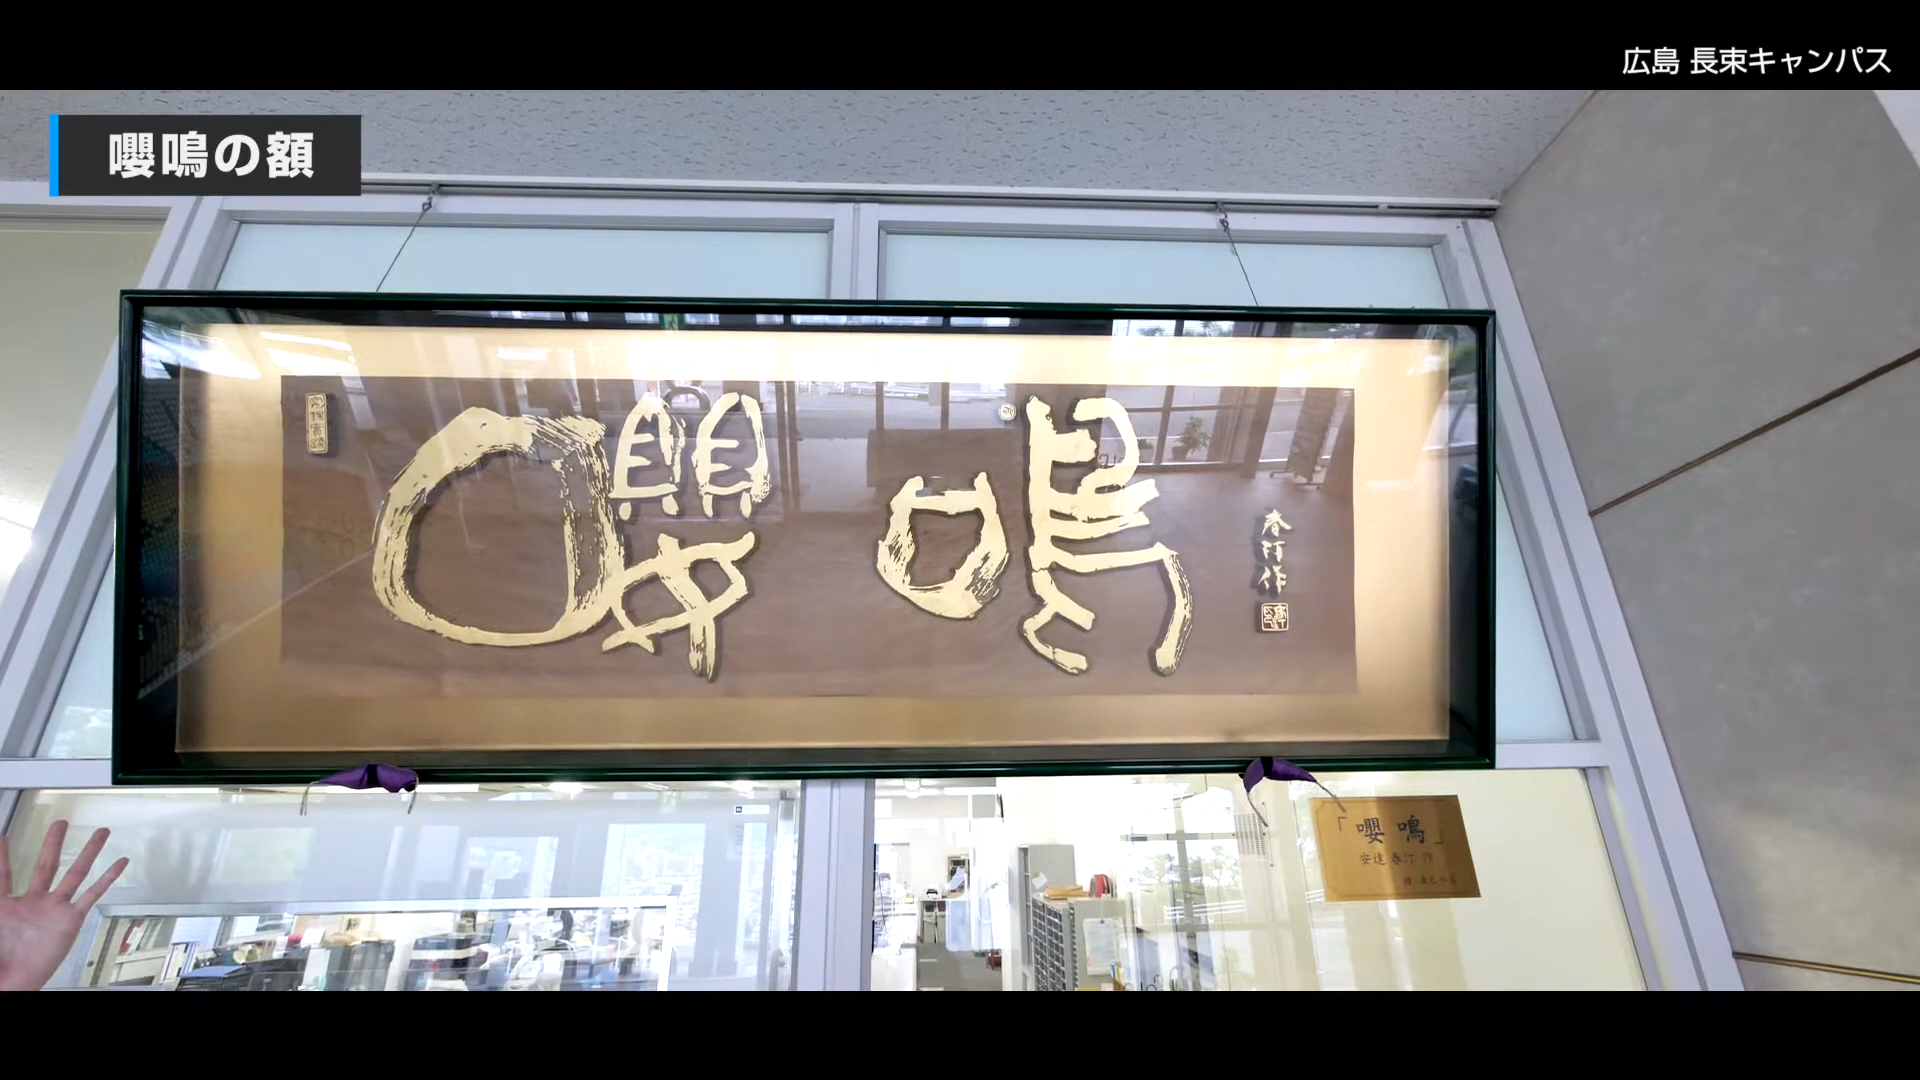 広島 長束キャンパス
嚶鳴の額
嚶鳴
春汀作
「嚶鳴」
安達春汀 作